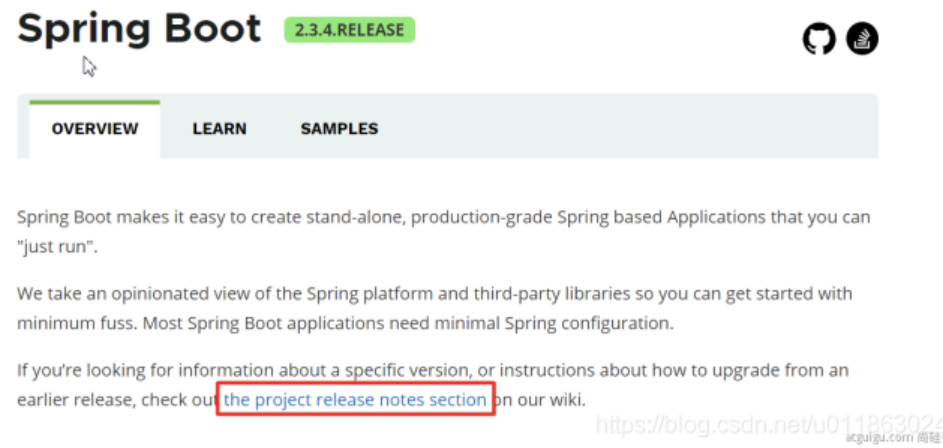 Spring Boot 2.3.4.RELEASE
OVERVIEW LEARN SAMPLES
Spring Boot makes it easy to create stand-alone, production-grade Spring based Applications that you can
"just run".
We take an opinionated view of the Spring platform and third-party libraries so you can get started with
minimum fuss. Most Spring Boot applications need minimal Spring configuration.
If you're looking for information about a specific version, or instructions about how to upgrade from an
earlier release, check out the project release notes section on our wiki.
https://blog.csdn.net/u011863024
atguigu.com 尚硅